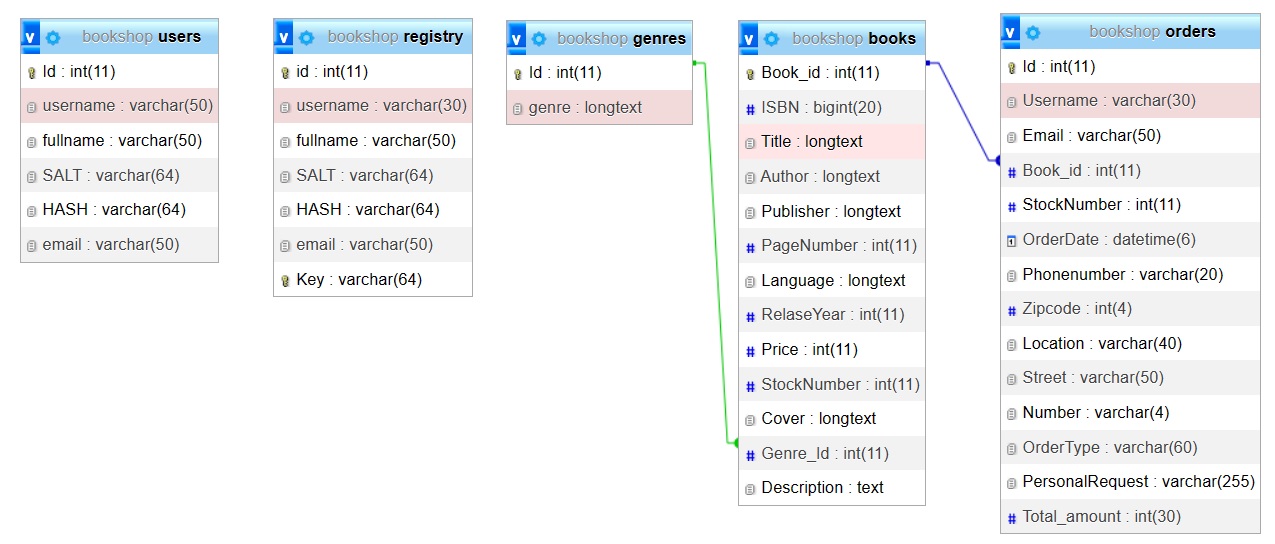 bookshop users
Id : int(11)
username : varchar(50)
fullname : varchar(50)
SALT : varchar(64)
HASH : varchar(64)
email : varchar(50)
bookshop registry
id : int(11)
username : varchar(30)
fullname : varchar(50)
SALT : varchar(64)
HASH : varchar(64)
email : varchar(50)
Key : varchar(64)
bookshop genres
Id : int(11)
genre : longtext
bookshop books
Book_id : int(11)
ISBN : bigint(20)
Title : longtext
Author : longtext
Publisher : longtext
PageNumber : int(11)
Language : longtext
RelaseYear : int(11)
Price : int(11)
StockNumber : int(11)
Cover : longtext
Genre_Id : int(11)
Description : text
bookshop orders
Id : int(11)
Username : varchar(30)
Email : varchar(50)
Book_id : int(11)
StockNumber : int(11)
OrderDate : datetime(6)
Phonenumber : varchar(20)
Zipcode : int(4)
Location : varchar(40)
Street : varchar(50)
Number : varchar(4)
OrderType : varchar(60)
PersonalRequest : varchar(255)
Total_amount : int(30)